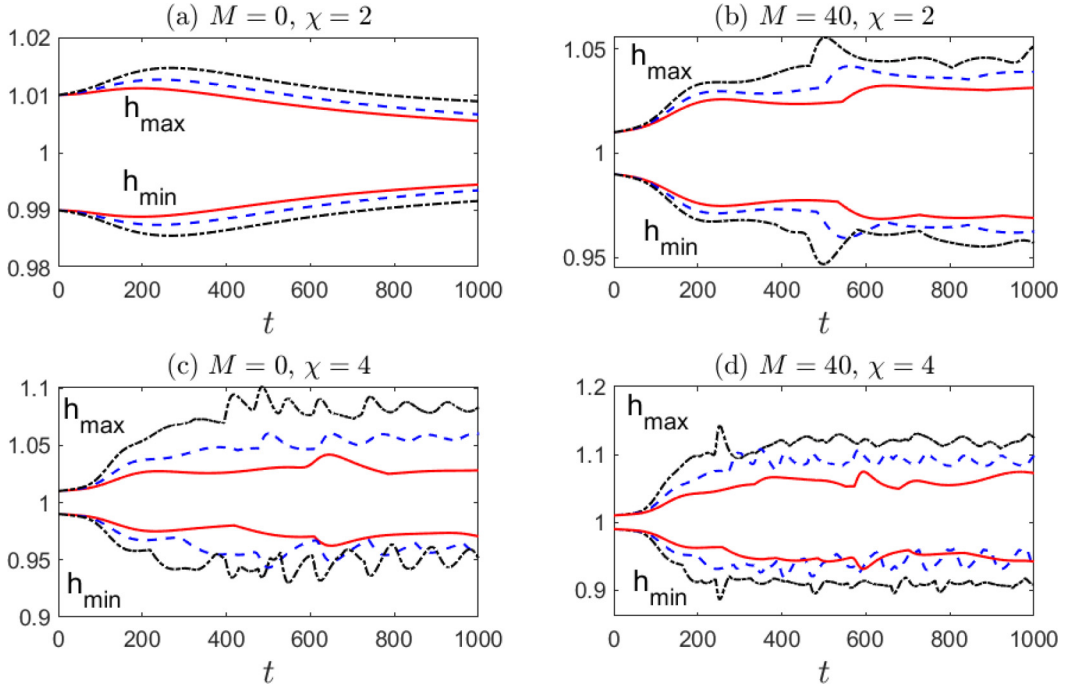 (a) M = 0, χ = 2
1.02
1.01
1
0.99
0.98
h_max
h_min
0 200 400 600 800 1000
t
(b) M = 40, χ = 2
1.05
1
0.95
h_max
h_min
0 200 400 600 800 1000
t
(c) M = 0, χ = 4
1.1
1.05
1
0.95
0.9
h_max
h_min
0 200 400 600 800 1000
t
(d) M = 40, χ = 4
1.2
1.1
1
0.9
h_max
h_min
0 200 400 600 800 1000
t